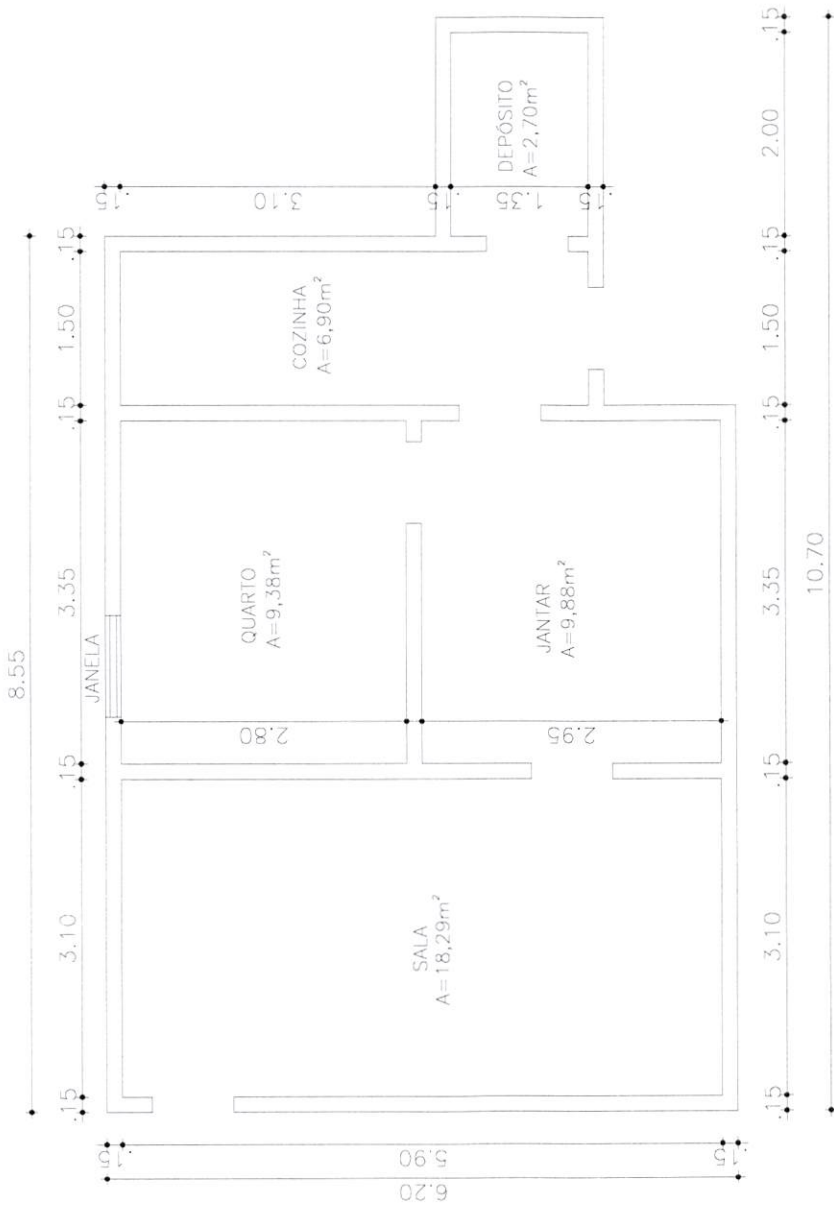 8.55
.15
3.10
.15
3.35
.15
1.50
.15
JANELA
.15
3.10
.15
1.35
.15
QUARTO
A=9,38m²
COZINHA
A=6,90m²
DEPÓSITO
A=2,70m²
2.80
SALA
A=18,29m²
JANTAR
A=9,88m²
2.95
.15
5.90
.15
6.20
.15
3.10
.15
3.35
.15
1.50
.15
2.00
.15
10.70